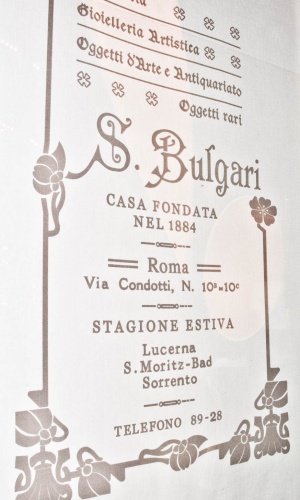 Gioielleria Artistica
Oggetti d'Arte e Antiquariato
Oggetti rari
S. Bulgari
CASA FONDATA
NEL 1884
Roma
Via Condotti, N. 10ᴬ-10ᶜ
STAGIONE ESTIVA
Lucerna
S. Moritz-Bad
Sorrento
TELEFONO 89-28